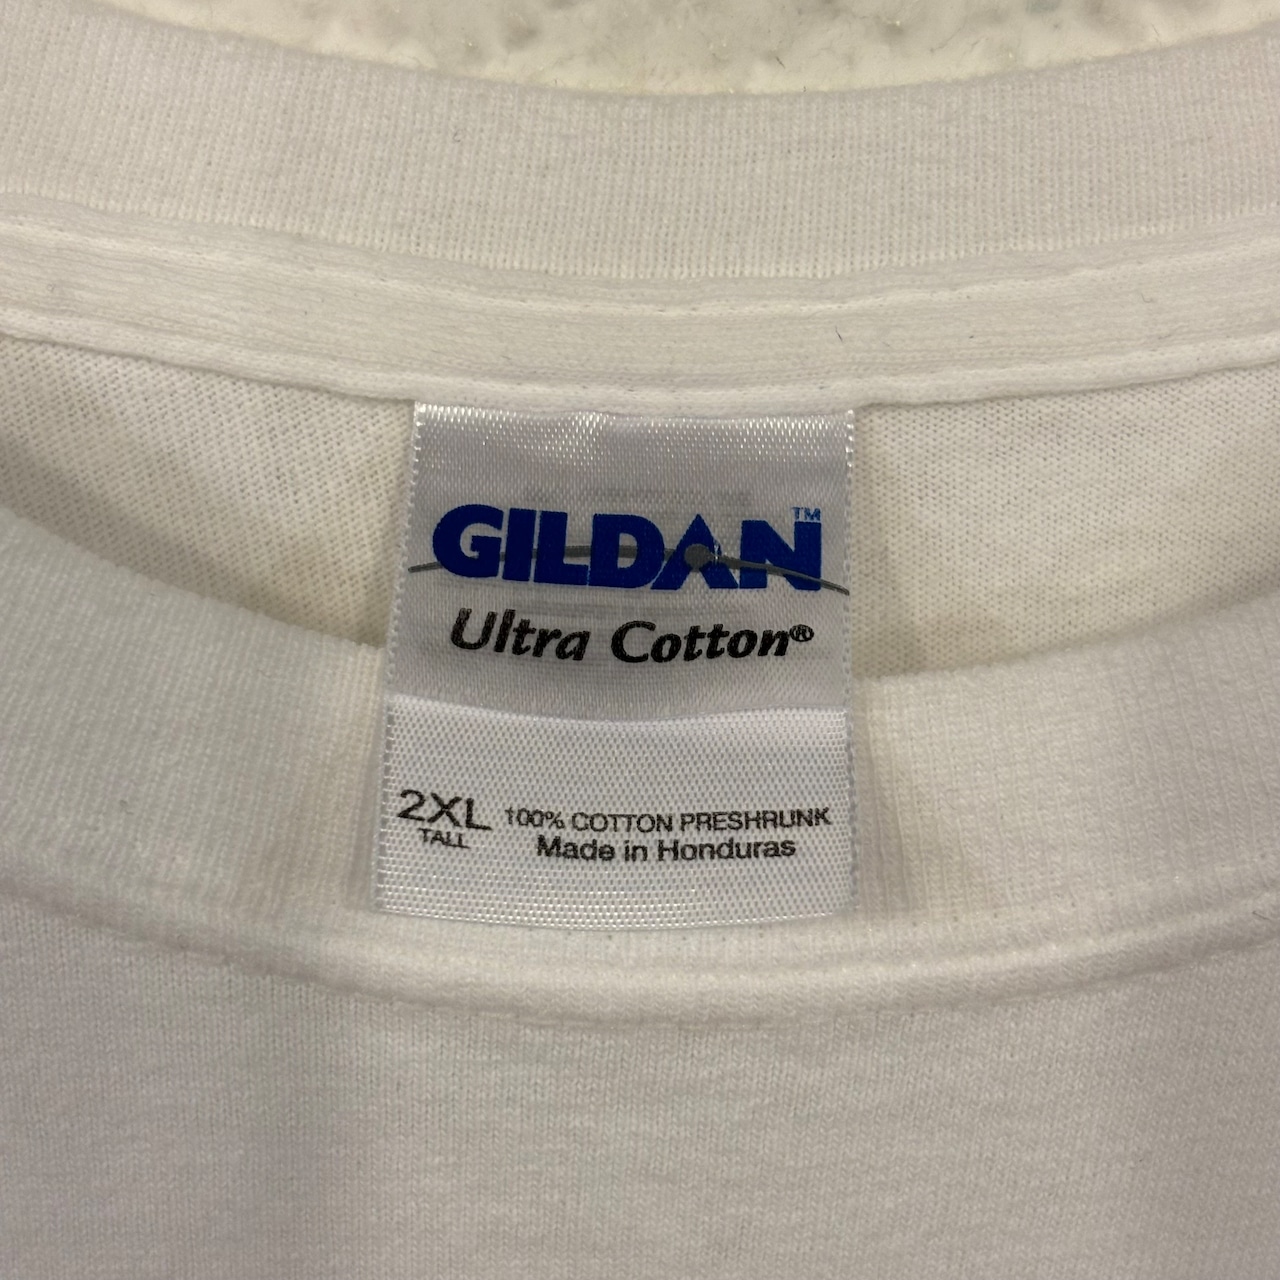 GILDAN™
Ultra Cotton®
2XL
TALL
100% COTTON PRESHRUNK
Made in Honduras